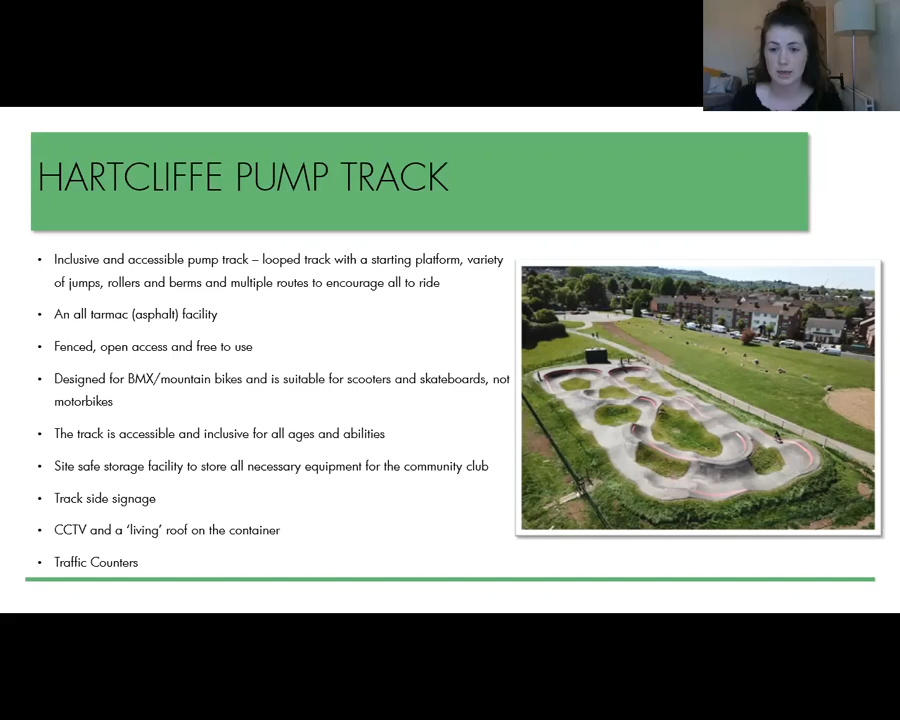 HARTCLIFFE PUMP TRACK
• Inclusive and accessible pump track – looped track with a starting platform, variety
of jumps, rollers and berms and multiple routes to encourage all to ride
• An all tarmac (asphalt) facility
• Fenced, open access and free to use
• Designed for BMX/mountain bikes and is suitable for scooters and skateboards, not
motorbikes
• The track is accessible and inclusive for all ages and abilities
• Site safe storage facility to store all necessary equipment for the community club
• Track side signage
• CCTV and a ‘living’ roof on the container
• Traffic Counters